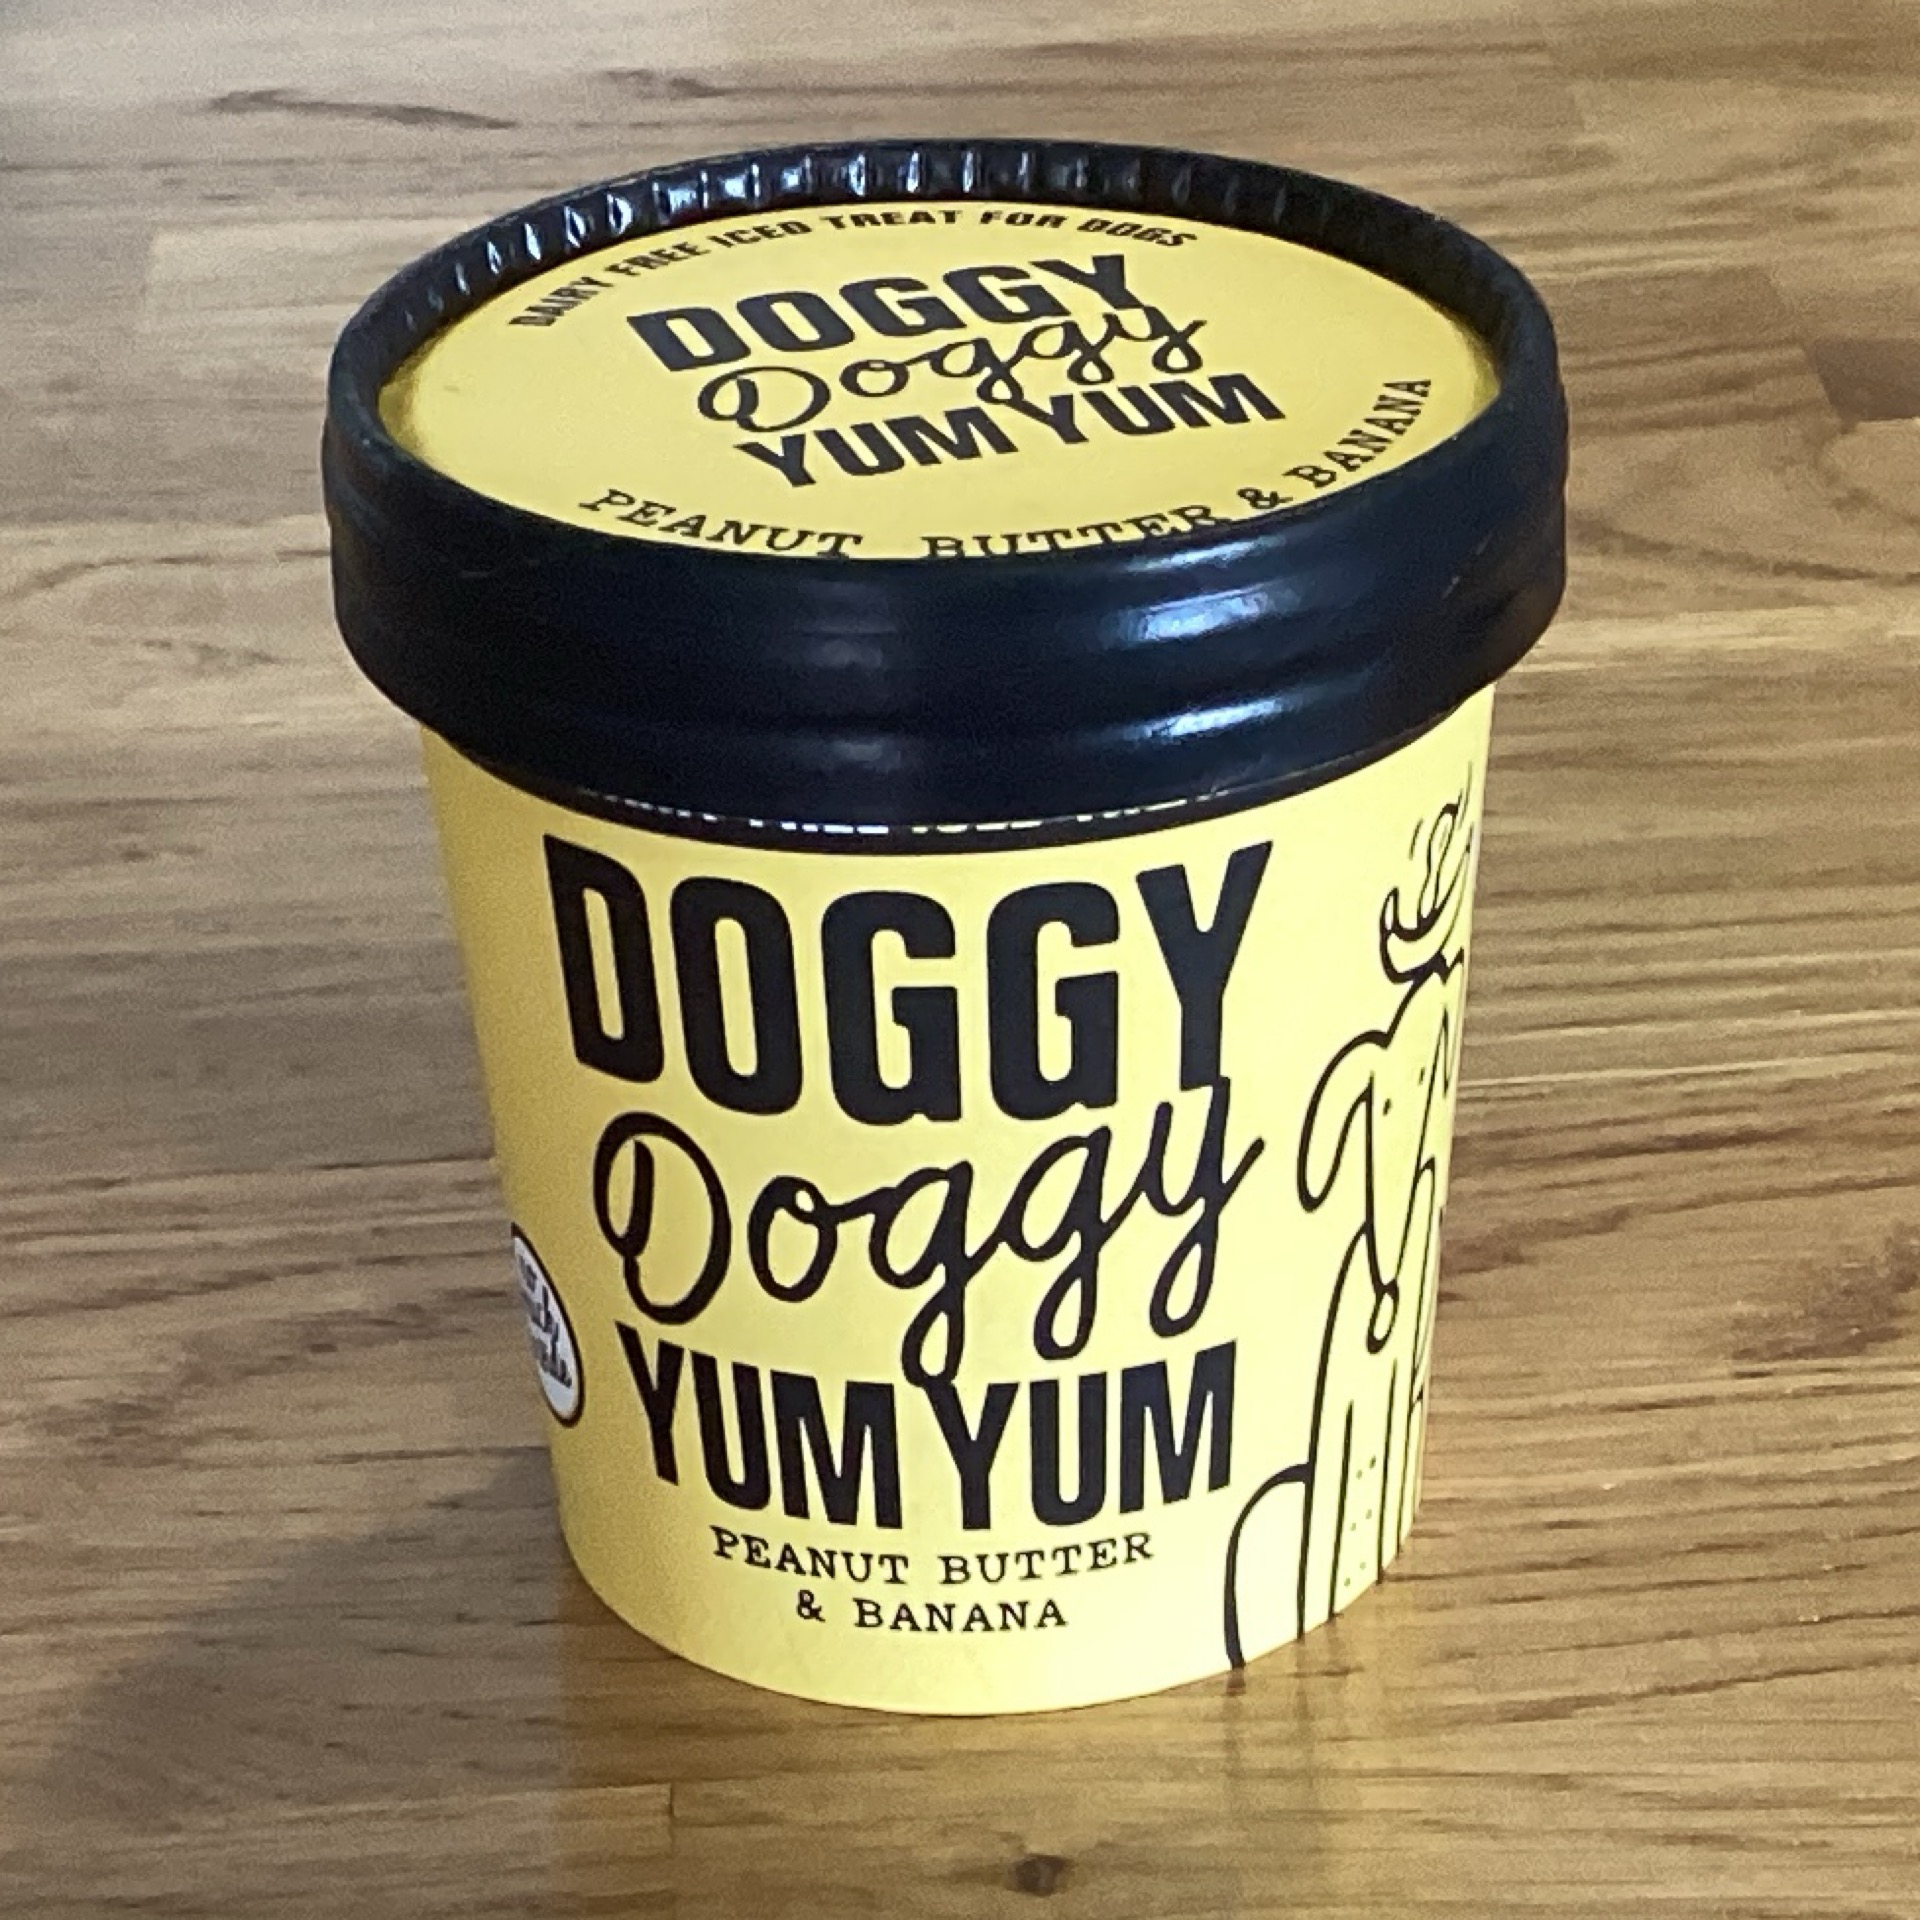 DAIRY FREE ICED TREAT FOR DOGS
DOGGY
Doggy
YUM YUM
PEANUT BUTTER & BANANA
DOGGY
Doggy
YUM YUM
PEANUT BUTTER
& BANANA